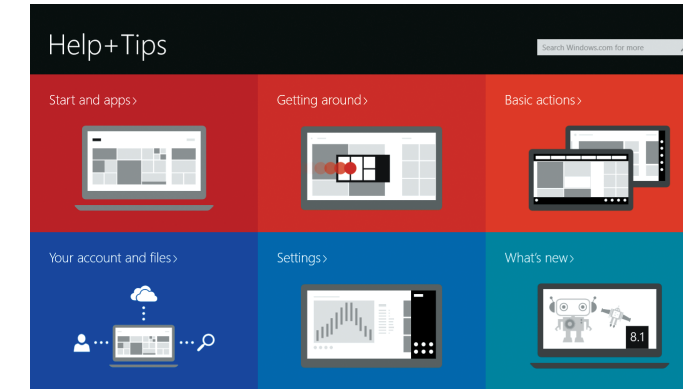 Help+Tips
Search Windows.com for more
Start and apps>
Getting around>
Basic actions>
Your account and files>
Settings>
What's new>
8.1